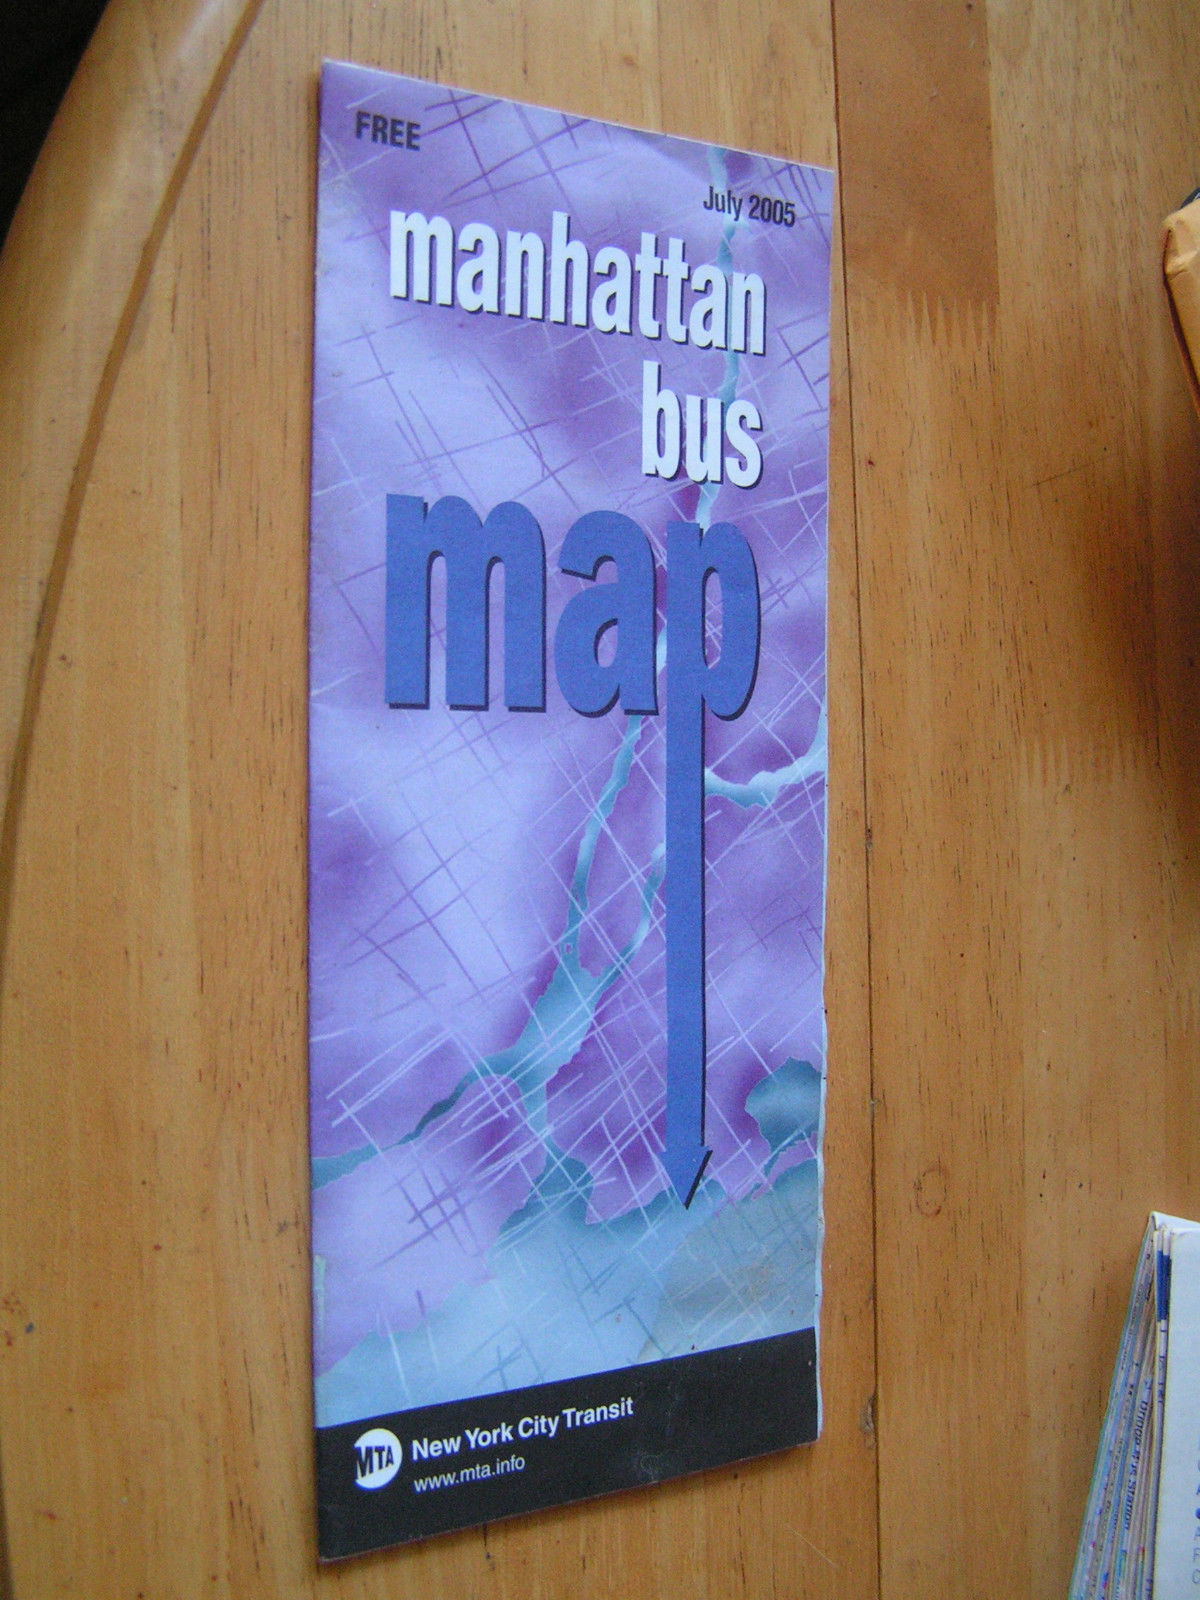 FREE
July 2005
manhattan
bus
map
MTA New York City Transit
www.mta.info